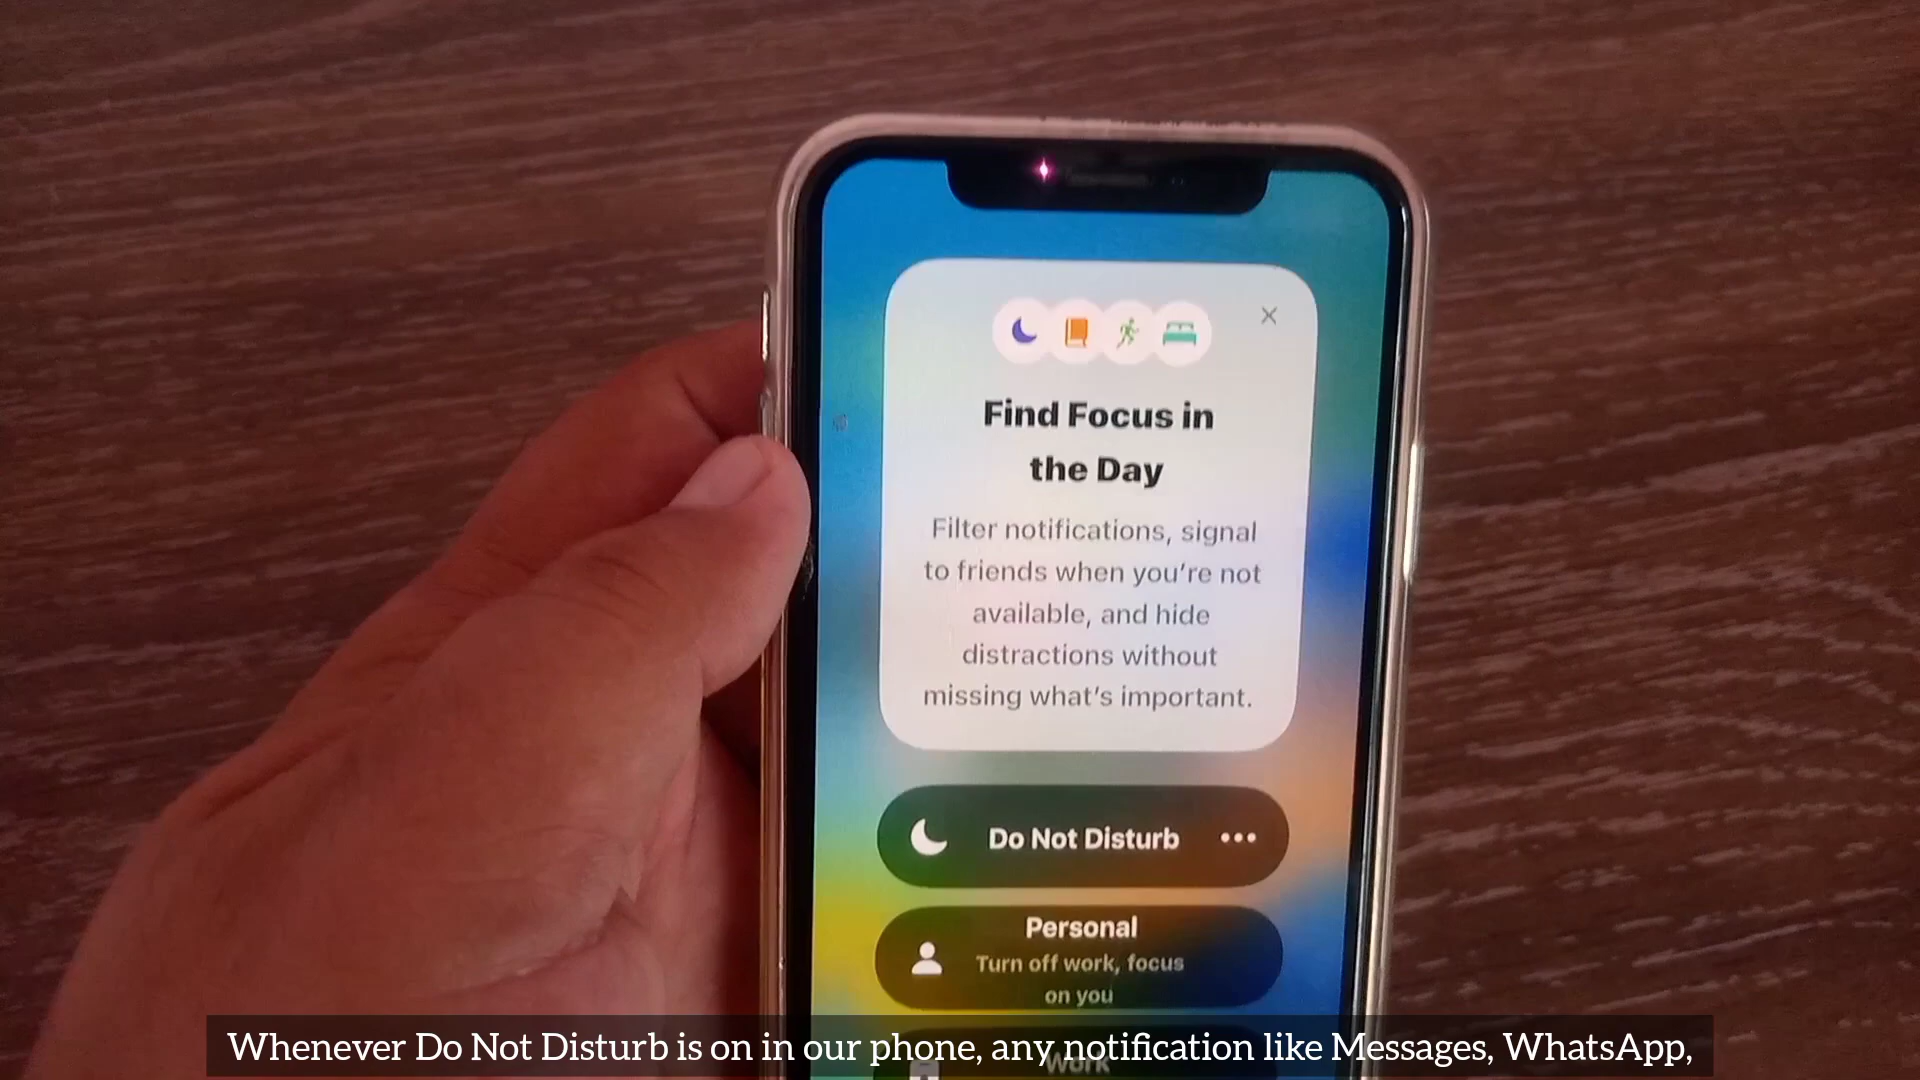 Find Focus in
the Day
Filter notifications, signal
to friends when you're not
available, and hide
distractions without
missing what's important.
Do Not Disturb
Personal
Turn off work, focus
on you
Work
Whenever Do Not Disturb is on in our phone, any notification like Messages, WhatsApp,